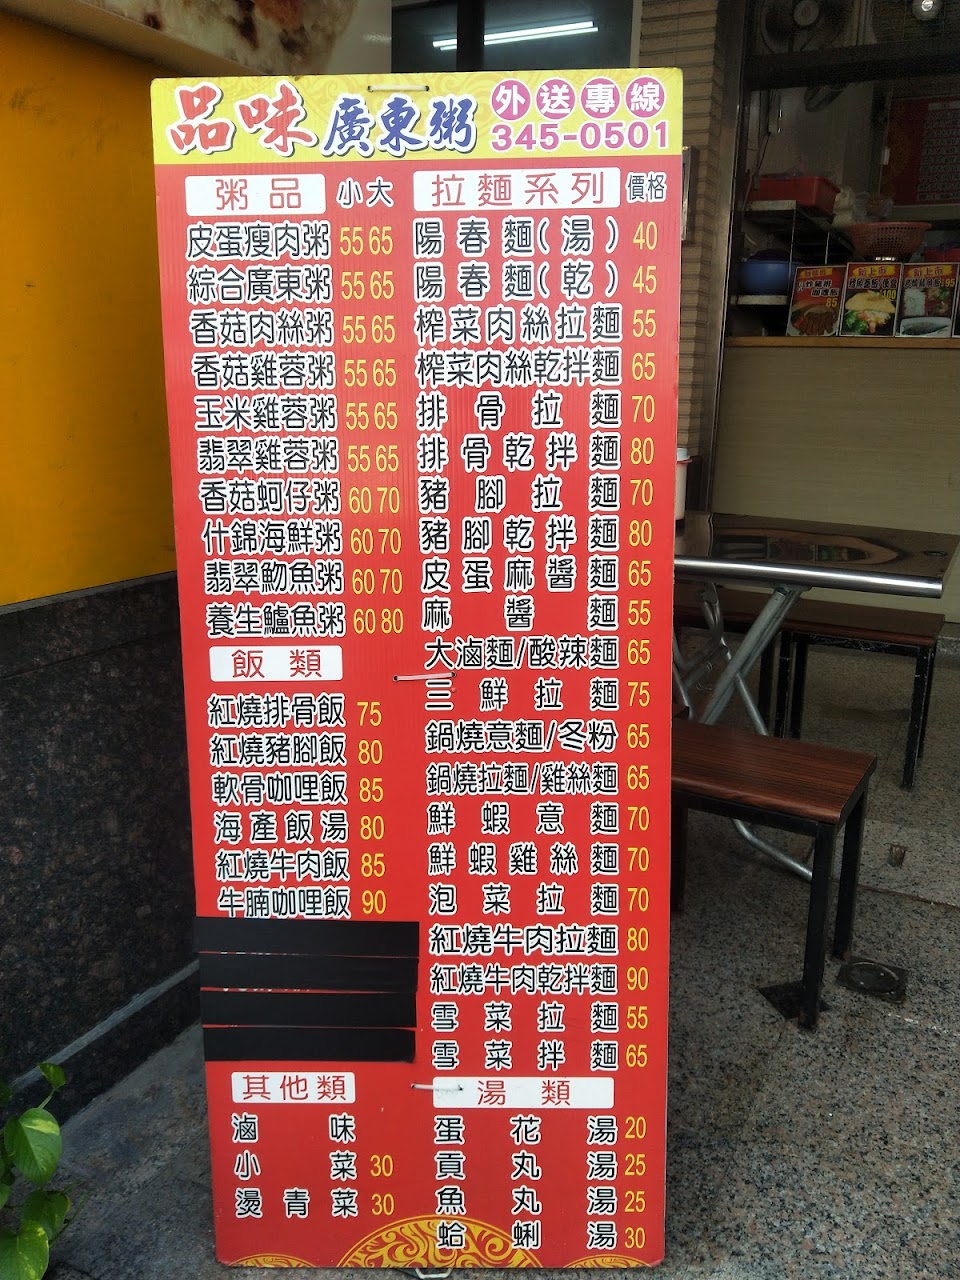 品味廣東粥
外送專線
345-0501
粥品 小 大
皮蛋瘦肉粥 55 65
綜合廣東粥 55 65
香菇肉絲粥 55 65
香菇雞蓉粥 55 65
玉米雞蓉粥 55 65
翡翠雞蓉粥 55 65
香菇蚵仔粥 60 70
什錦海鮮粥 60 70
翡翠魩魚粥 60 70
養生鱸魚粥 60 80
飯類
紅燒排骨飯 75
紅燒豬腳飯 80
軟骨咖哩飯 85
海產飯湯 80
紅燒牛肉飯 85
牛腩咖哩飯 90
其他類
滷味
小菜 30
燙青菜 30
拉麵系列 價格
陽春麵(湯) 40
陽春麵(乾) 45
榨菜肉絲拉麵 55
榨菜肉絲乾拌麵 65
排骨拉麵 70
排骨乾拌麵 80
豬腳拉麵 70
豬腳乾拌麵 80
皮蛋麻醬麵 65
麻醬麵 55
大滷麵/酸辣麵 65
三鮮拉麵 75
鍋燒意麵/冬粉 65
鍋燒拉麵/雞絲麵 65
鮮蝦意麵 70
鮮蝦雞絲麵 70
泡菜拉麵 70
紅燒牛肉拉麵 80
紅燒牛肉乾拌麵 90
雪菜拉麵 55
雪菜拌麵 65
湯類
蛋花湯 20
貢丸湯 25
魚丸湯 25
蛤蜊湯 30
85
100
95